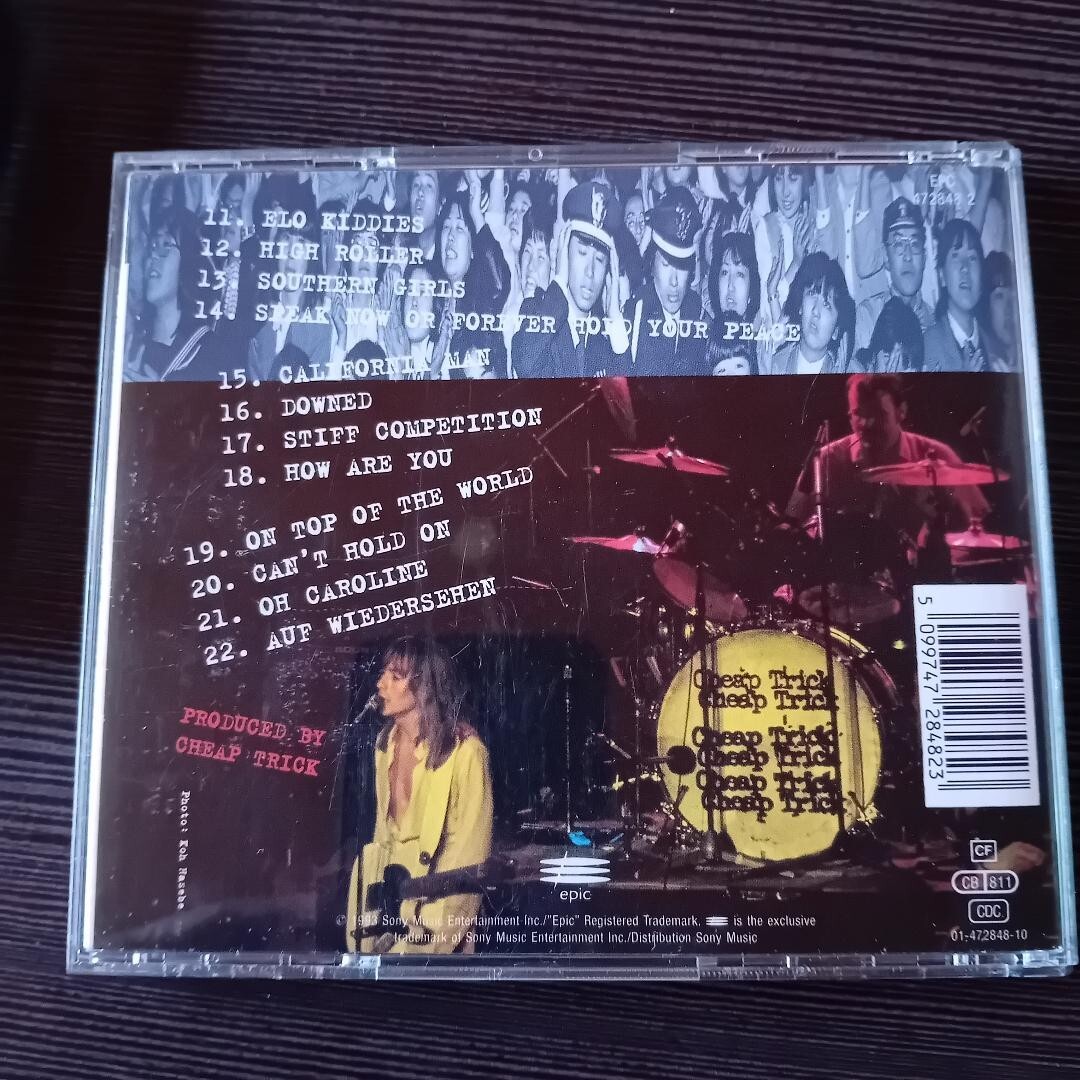 EPC
472848 2
11. ELO KIDDIES
12. HIGH ROLLER
13. SOUTHERN GIRLS
14. SPEAK NOW OR FOREVER HOLD YOUR PEACE
15. CALIFORNIA MAN
16. DOWNED
17. STIFF COMPETITION
18. HOW ARE YOU
19. ON TOP OF THE WORLD
20. CAN'T HOLD ON
21. OH CAROLINE
22. AUF WIEDERSEHEN
PRODUCED BY
CHEAP TRICK
Photo: Koh Hasebe
Cheap Trick
Cheap Trick
Cheap Trick
Cheap Trick
Cheap Trick
Cheap Trick
5 099747 284823
epic
CF
CB 811
CDC
01-472848-10
© 1993 Sony Music Entertainment Inc./"Epic" Registered Trademark. is the exclusive
trademark of Sony Music Entertainment Inc./Distribution Sony Music